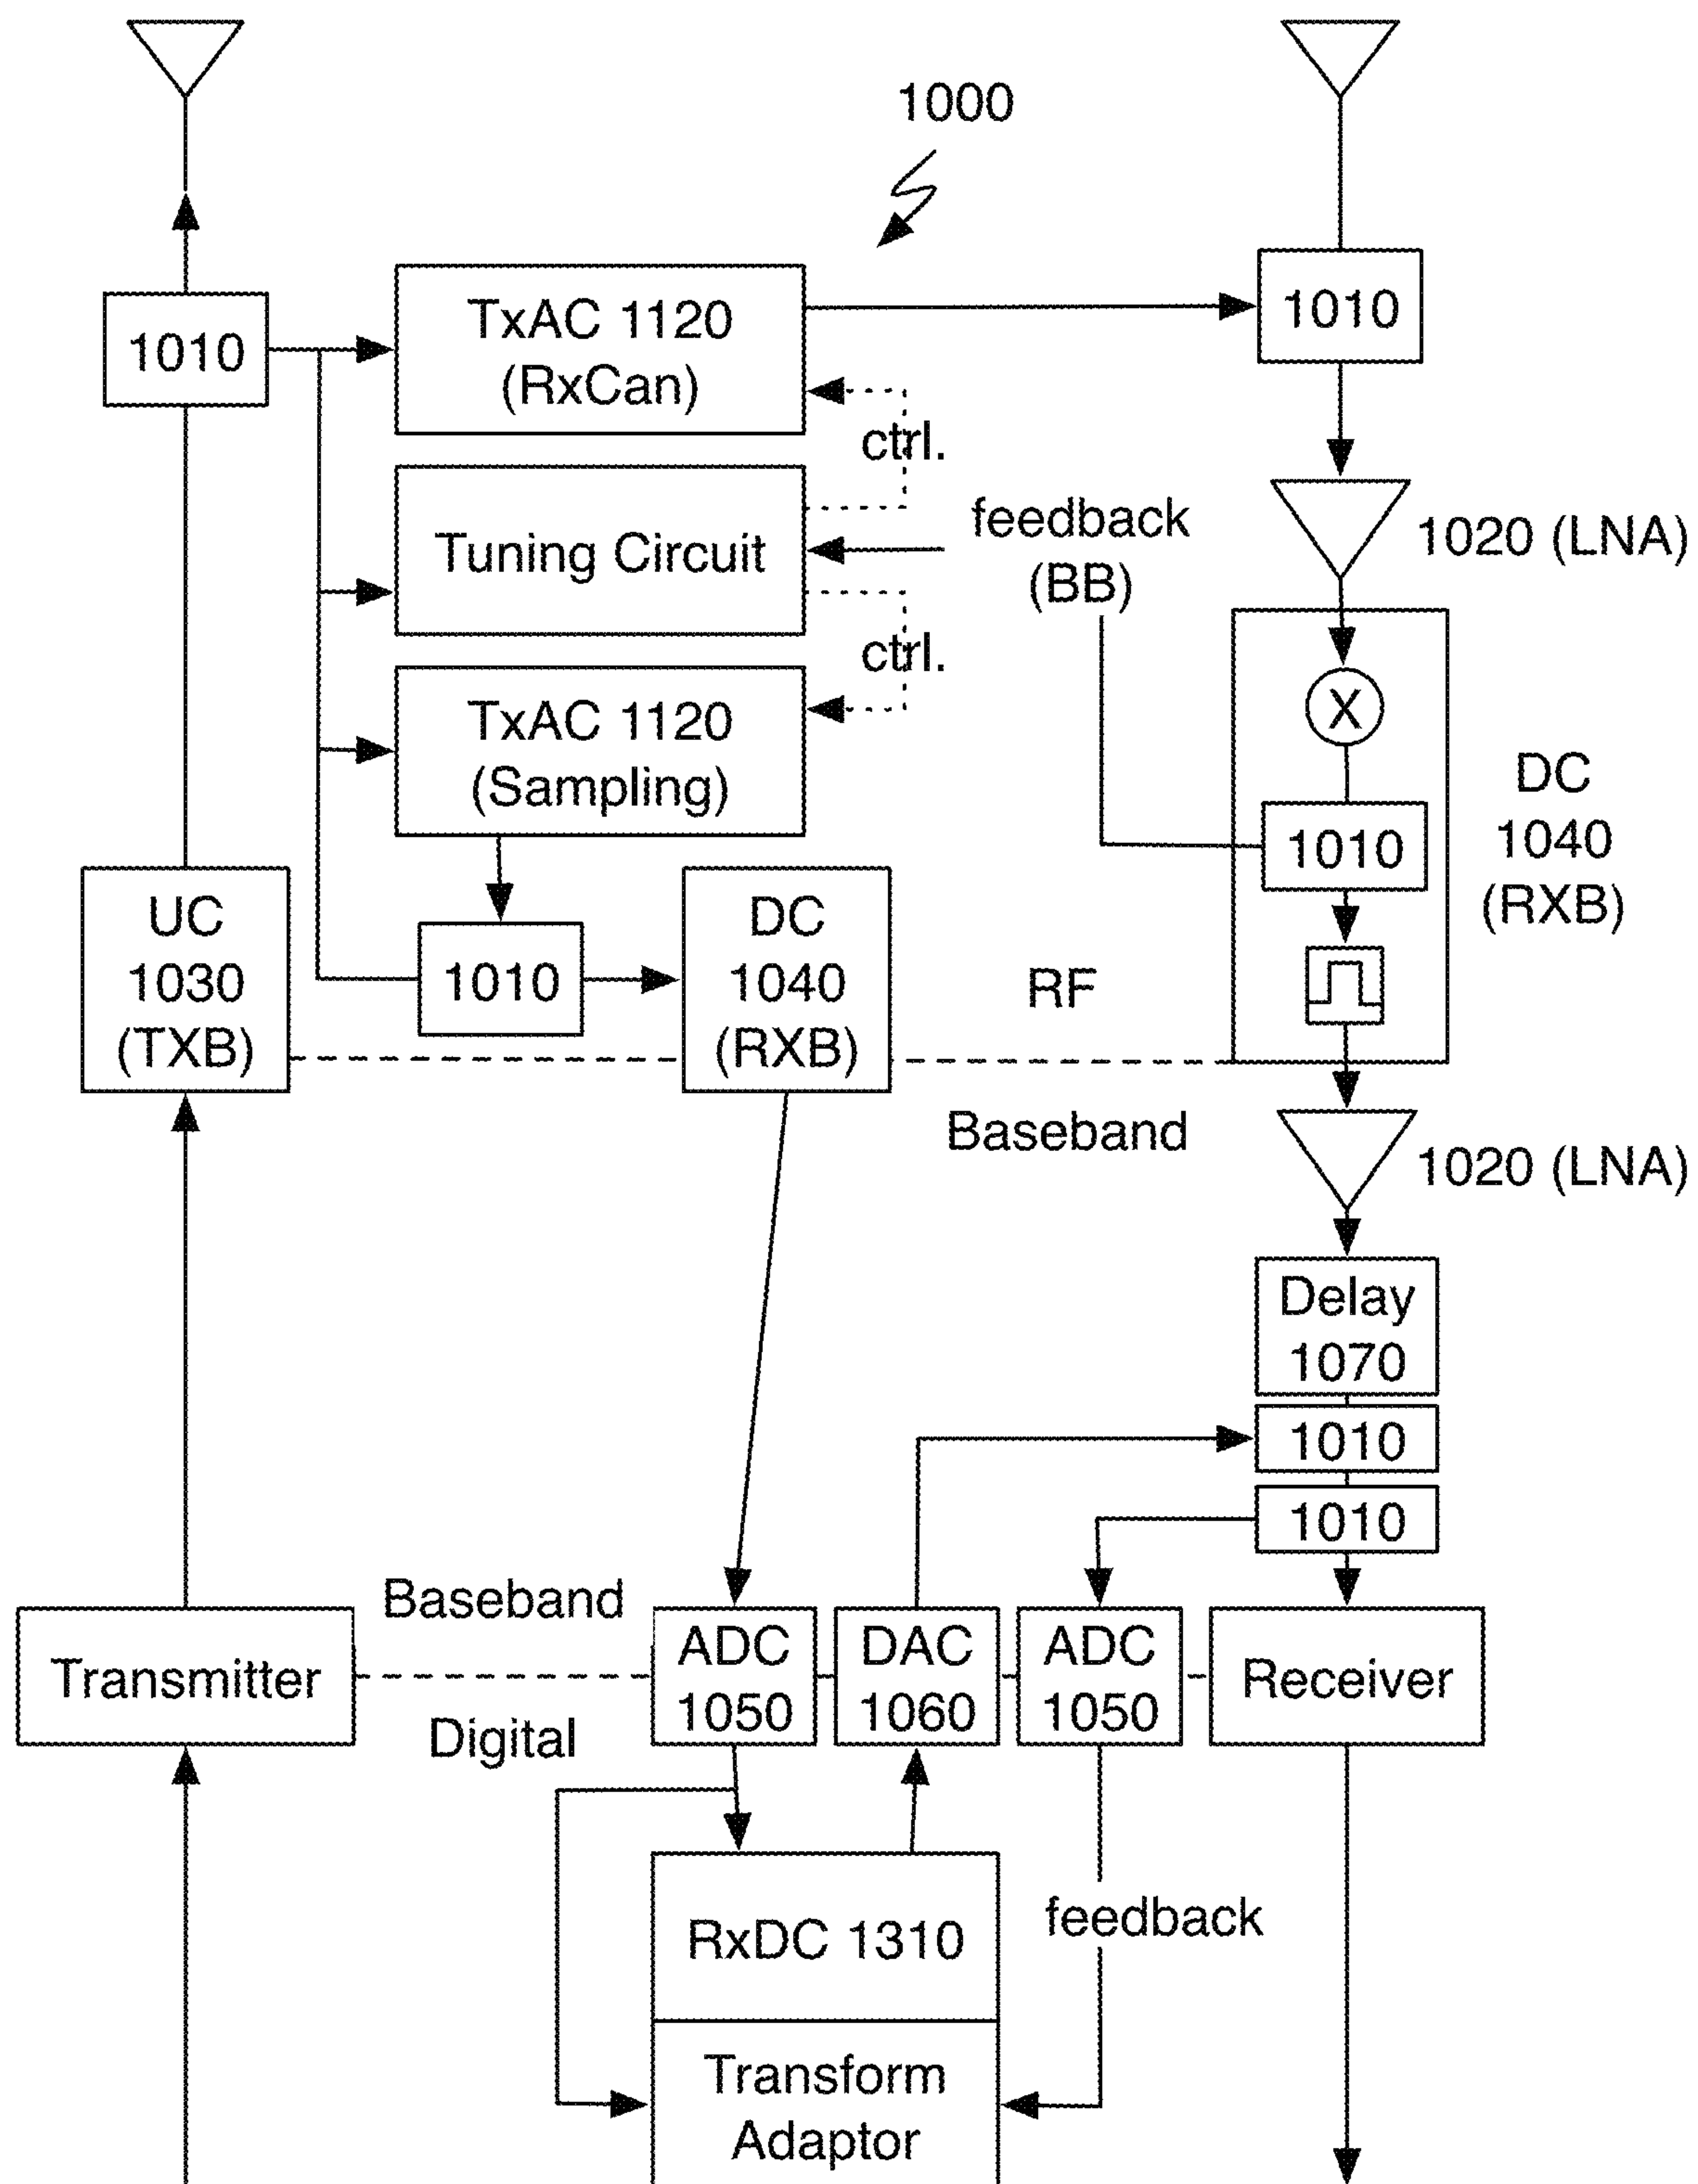 1000
1010
TxAC 1120
(RxCan)
1010
ctrl.
Tuning Circuit
feedback
(BB)
1020 (LNA)
ctrl.
TxAC 1120
(Sampling)
X
DC
1040
(RXB)
1010
UC
1030
(TXB)
1010
DC
1040
(RXB)
RF
Baseband
1020 (LNA)
Delay
1070
1010
1010
Baseband
Transmitter
Digital
ADC
1050
DAC
1060
ADC
1050
Receiver
RxDC 1310
feedback
Transform
Adaptor